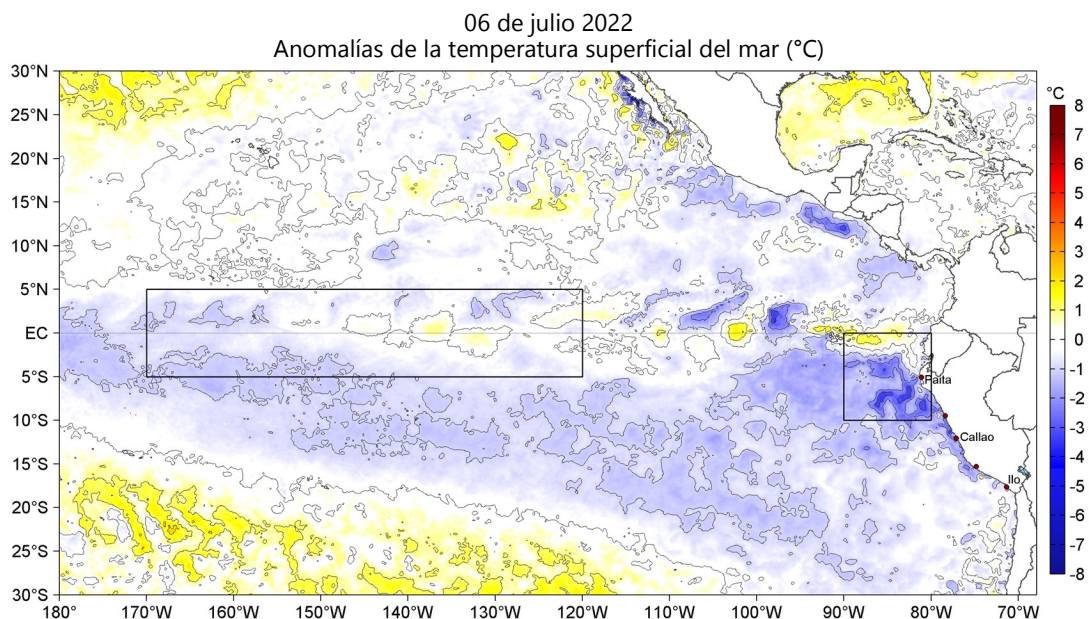 06 de julio 2022
Anomalías de la temperatura superficial del mar (°C)
30°N
25°N
20°N
15°N
10°N
5°N
EC
5°S
10°S
15°S
20°S
25°S
30°S
180
170°W
160°W
150°W
140°W
130°W
120°W
110°W
100°W
90°W
80°W
70°W
Paita
Callao
Ilo
°C
8
7
6
5
4
3
2
1
0
-1
-2
-3
-4
-5
-6
-7
-8